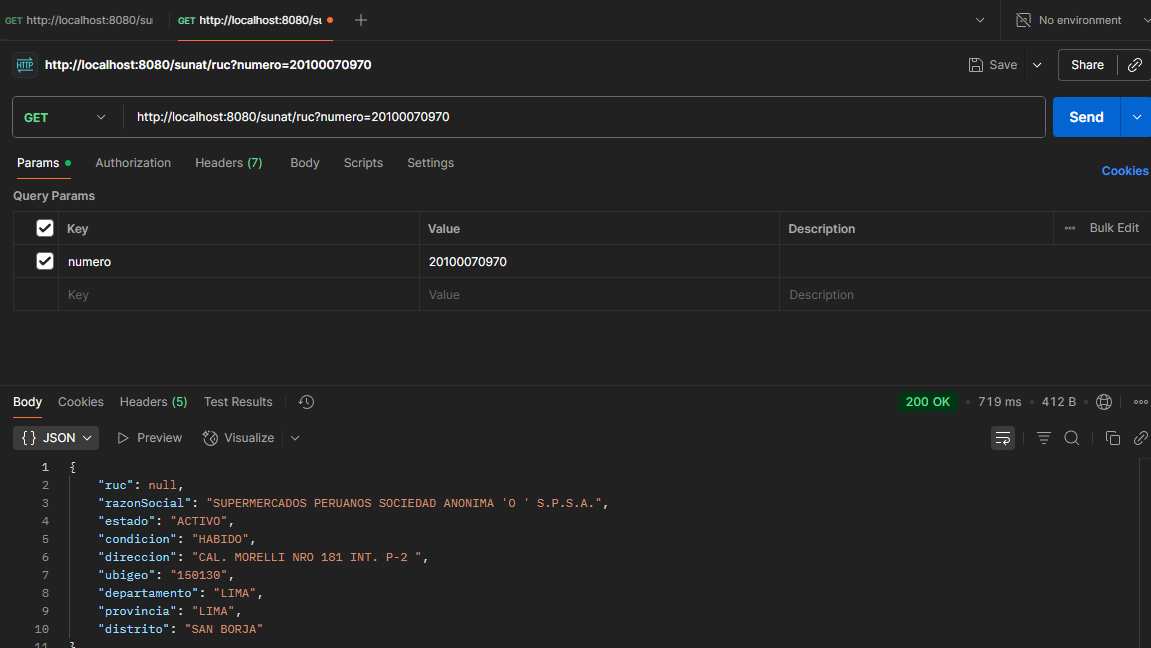 GET http://localhost:8080/su
GET http://localhost:8080/su
No environment
HTTP http://localhost:8080/sunat/ruc?numero=20100070970
Save
Share
GET http://localhost:8080/sunat/ruc?numero=20100070970
Send
Params Authorization Headers (7) Body Scripts Settings
Cookies
Query Params
Key Value Description Bulk Edit
numero 20100070970
Key Value Description
Body Cookies Headers (5) Test Results
200 OK 719 ms 412 B
{} JSON Preview Visualize
1 {
2 "ruc": null,
3 "razonSocial": "SUPERMERCADOS PERUANOS SOCIEDAD ANONIMA 'O ' S.P.S.A.",
4 "estado": "ACTIVO",
5 "condicion": "HABIDO",
6 "direccion": "CAL. MORELLI NRO 181 INT. P-2 ",
7 "ubigeo": "150130",
8 "departamento": "LIMA",
9 "provincia": "LIMA",
10 "distrito": "SAN BORJA"
11 }